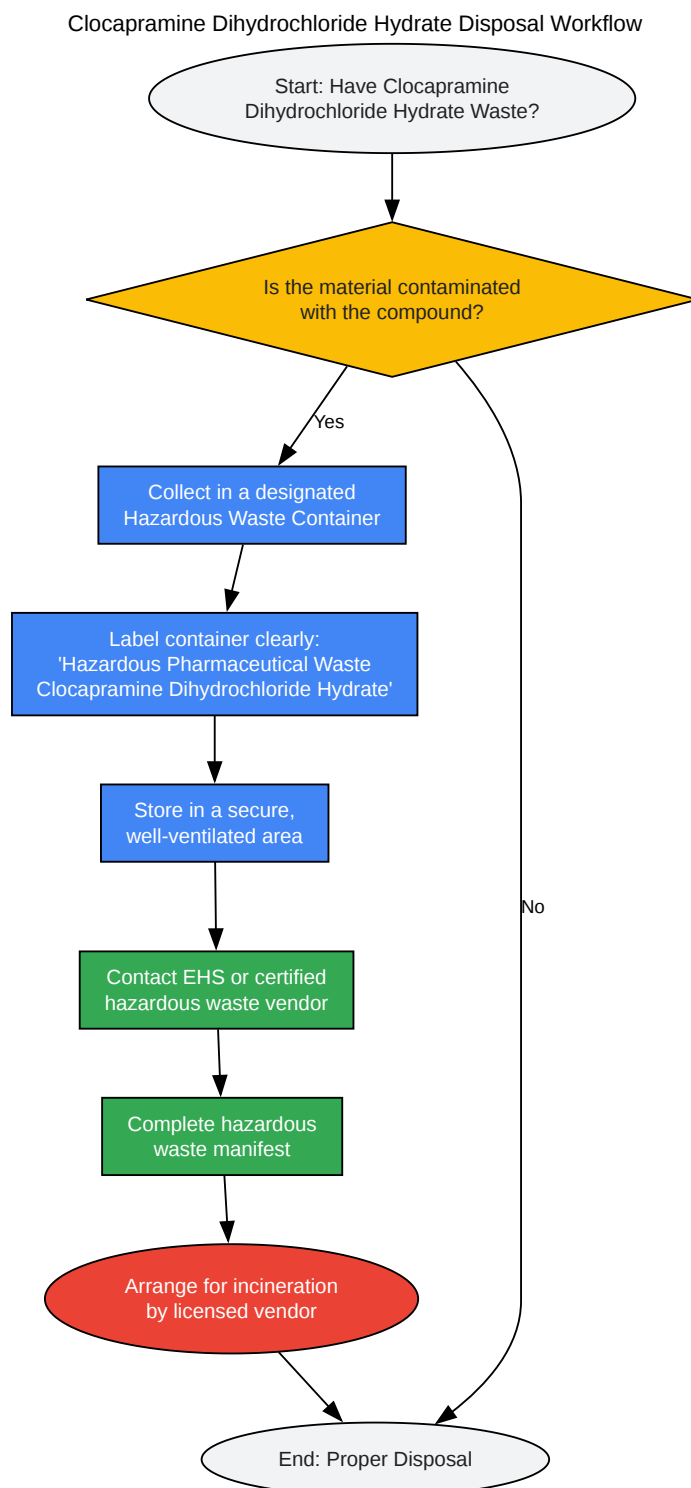 Clocapramine Dihydrochloride Hydrate Disposal Workflow
Start: Have Clocapramine
Dihydrochloride Hydrate Waste?
Is the material contaminated
with the compound?
Yes
Collect in a designated
Hazardous Waste Container
Label container clearly:
'Hazardous Pharmaceutical Waste
Clocapramine Dihydrochloride Hydrate'
Store in a secure,
well-ventilated area
No
Contact EHS or certified
hazardous waste vendor
Complete hazardous
waste manifest
Arrange for incineration
by licensed vendor
End: Proper Disposal